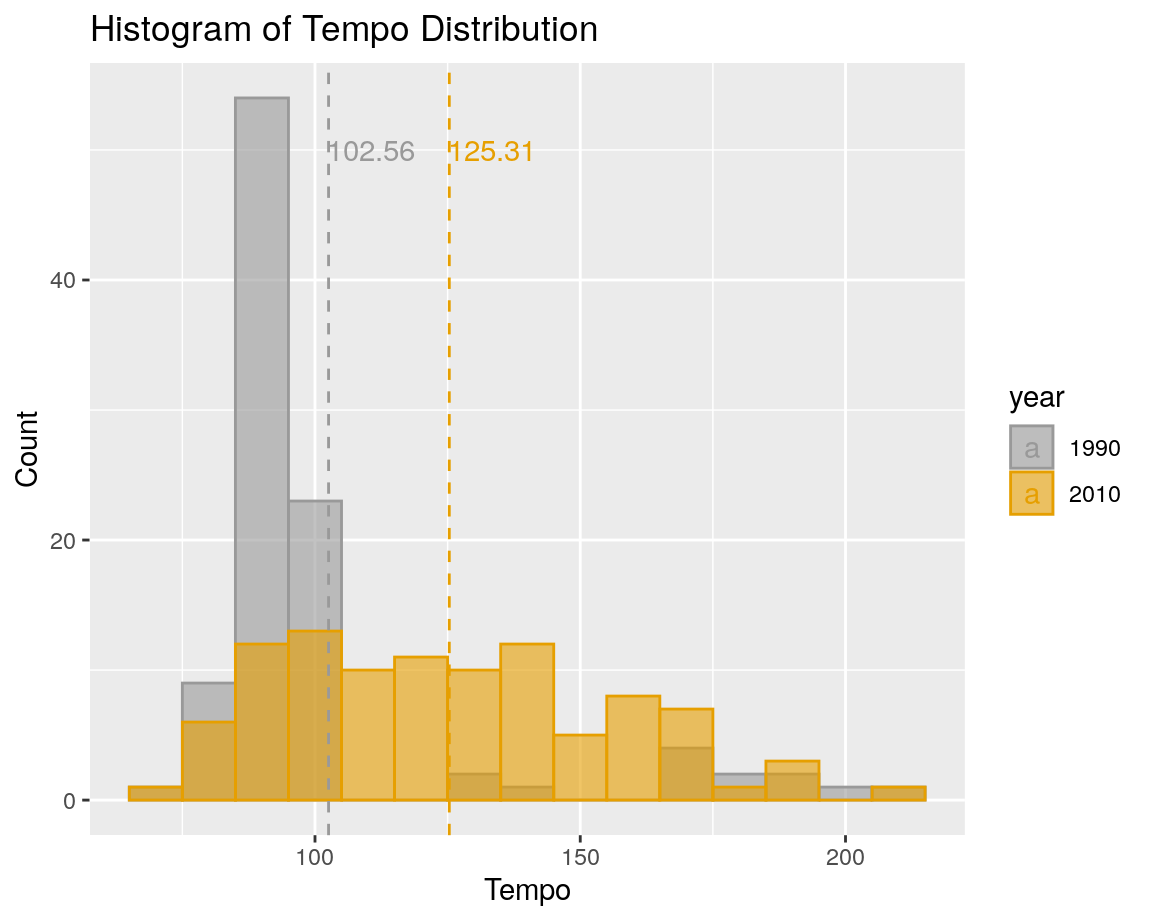 Histogram of Tempo Distribution
102.56
125.31
40
20
0
Count
100
150
200
Tempo
year
a 1990
a 2010